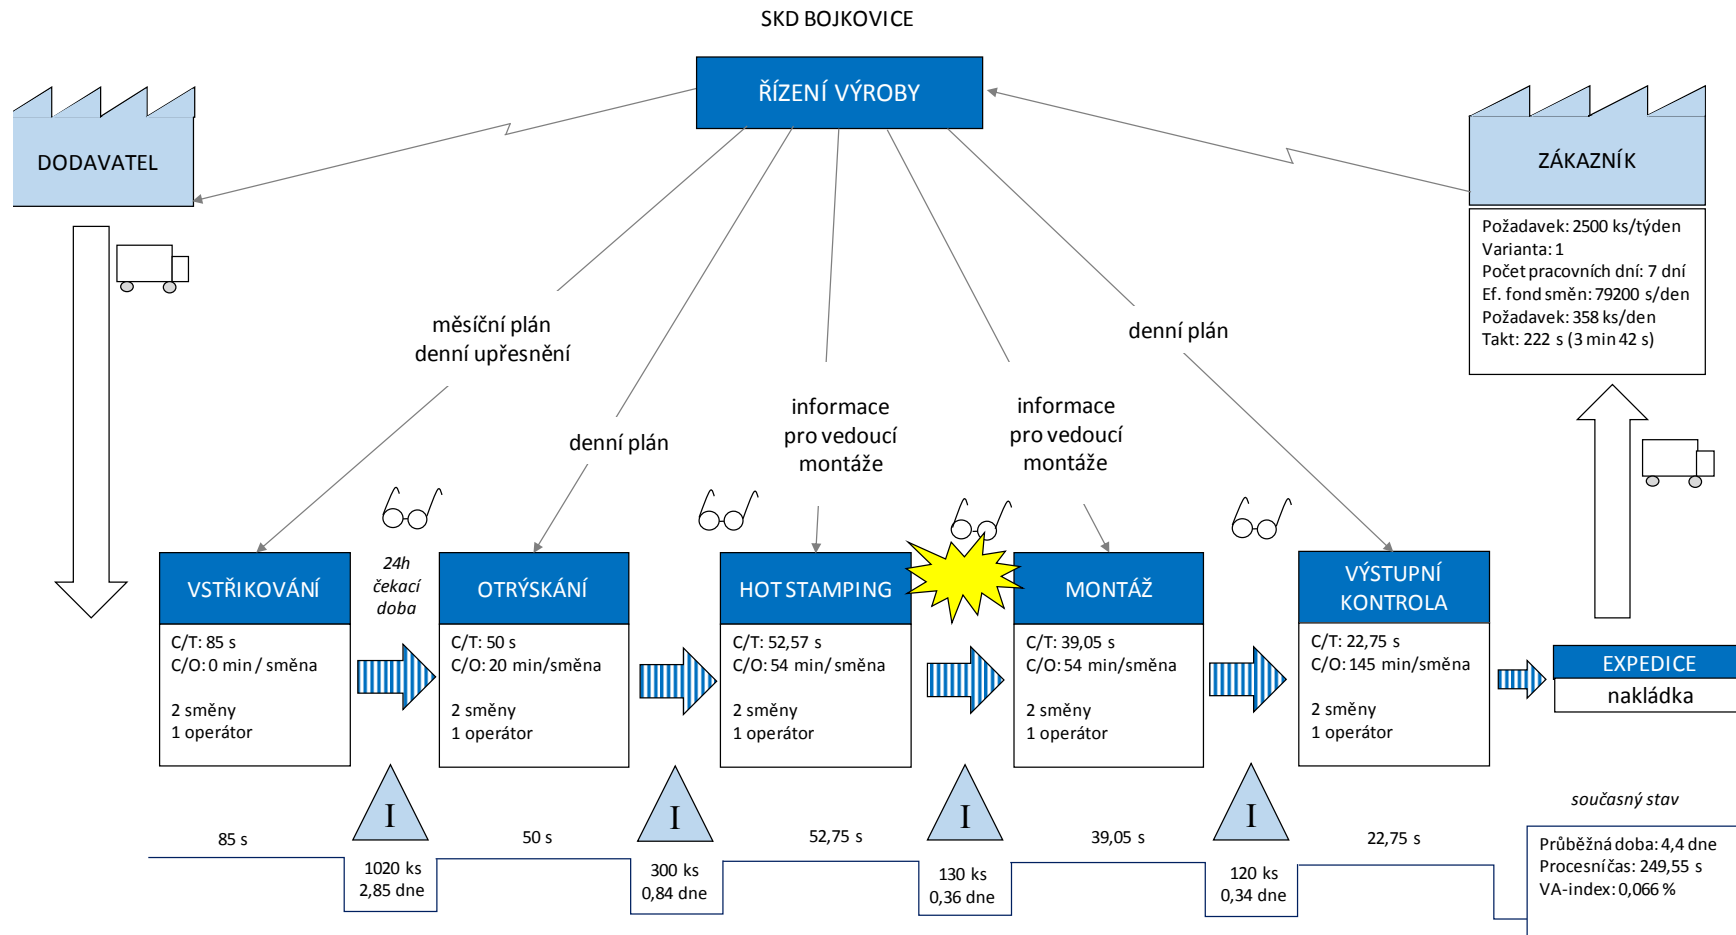 SKD BOJKOVICE
ŘÍZENÍ VÝROBY
DODAVATEL
ZÁKAZNÍK
Požadavek: 2500 ks/týden
Varianta: 1
Počet pracovních dní: 7 dní
Ef. fond směn: 79200 s/den
Požadavek: 358 ks/den
Takt: 222 s (3 min 42 s)
měsíční plán
denní upřesnění
denní plán
informace
pro vedoucí
montáže
informace
pro vedoucí
montáže
denní plán
24h
čekací
doba
VSTŘIKOVÁNÍ
C/T: 85 s
C/O: 0 min / směna
2 směny
1 operátor
OTRÝSKÁNÍ
C/T: 50 s
C/O: 20 min/směna
2 směny
1 operátor
HOT STAMPING
C/T: 52,57 s
C/O: 54 min/ směna
2 směny
1 operátor
MONTÁŽ
C/T: 39,05 s
C/O: 54 min/ směna
2 směny
1 operátor
VÝSTUPNÍ
KONTROLA
C/T: 22,75 s
C/O: 145 min/směna
2 směny
1 operátor
EXPEDICE
nakládka
I
I
I
I
85 s
1020 ks
2,85 dne
50 s
300 ks
0,84 dne
52,75 s
130 ks
0,36 dne
39,05 s
120 ks
0,34 dne
22,75 s
současný stav
Průběžná doba: 4,4 dne
Procesní čas: 249,55 s
VA-index: 0,066 %